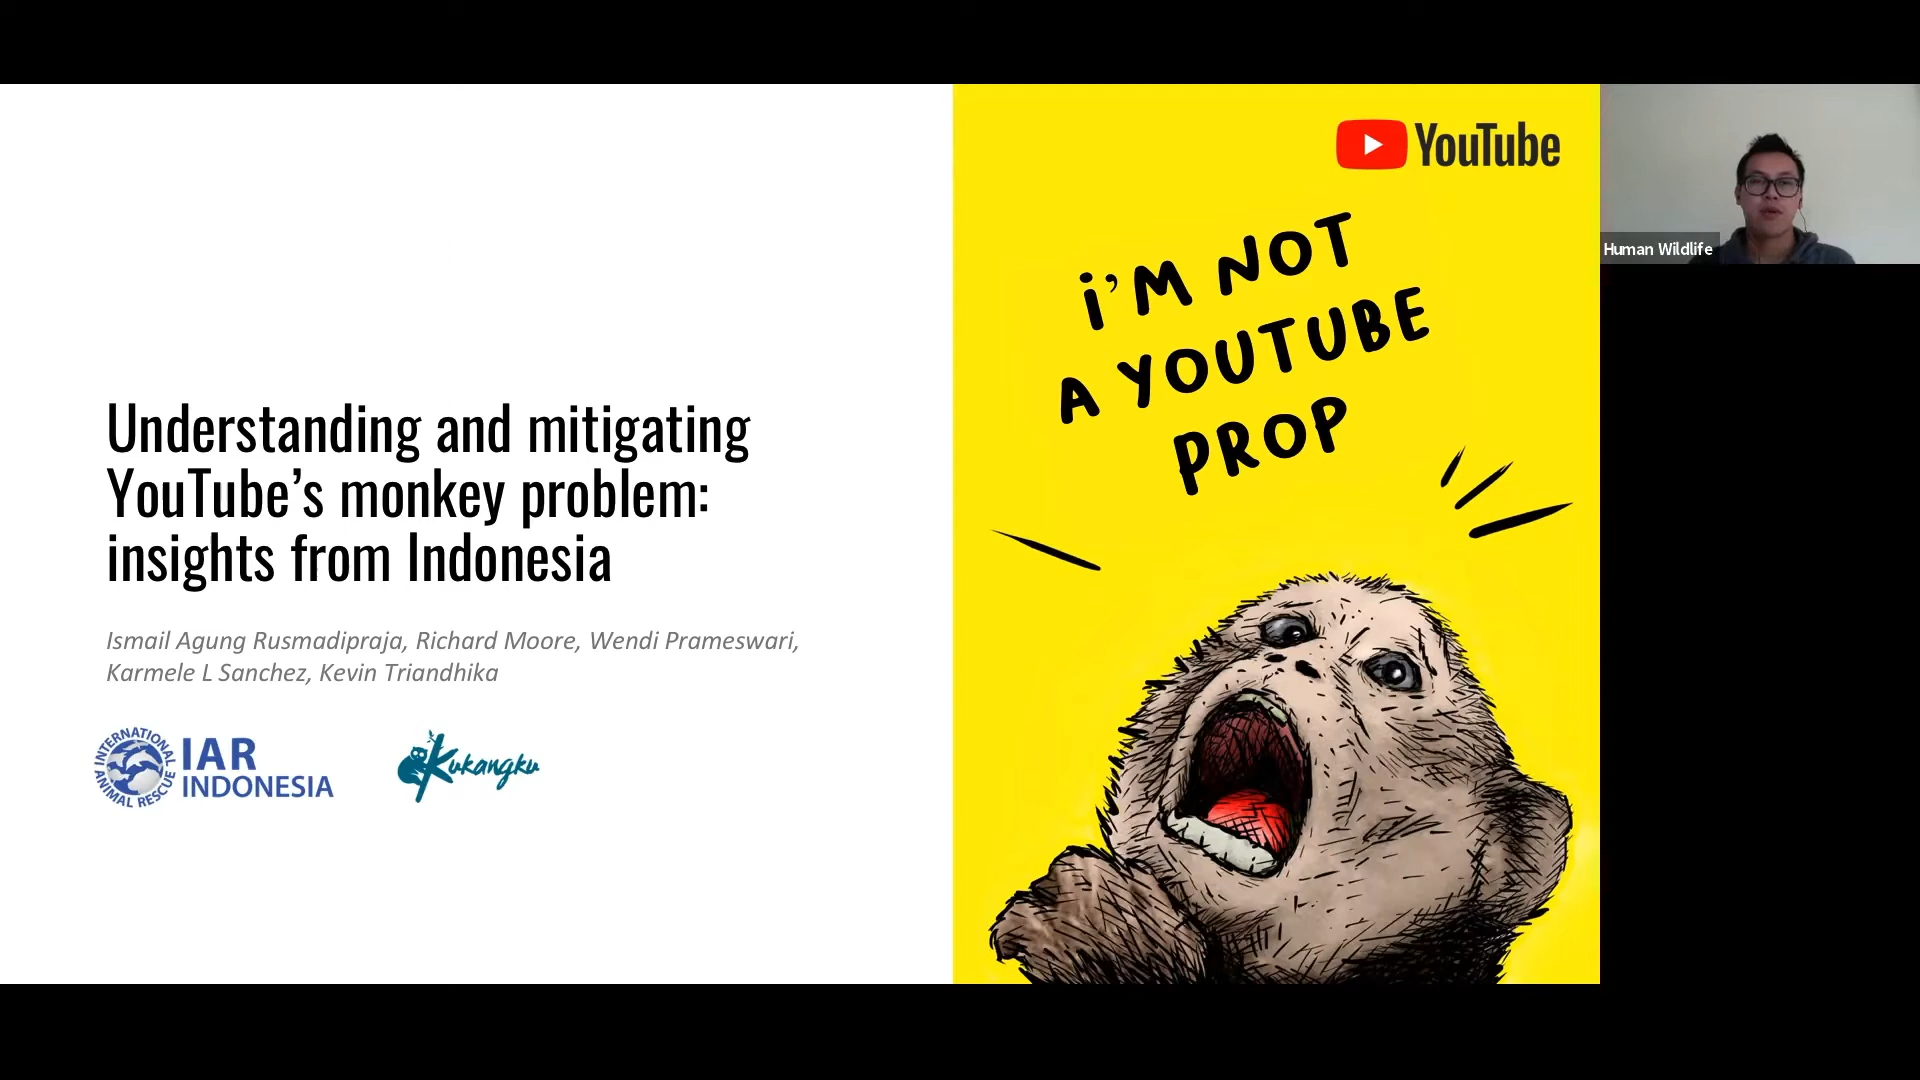 Understanding and mitigating
YouTube’s monkey problem:
insights from Indonesia
Ismail Agung Rusmadipraja, Richard Moore, Wendi Prameswari,
Karmele L Sanchez, Kevin Triandhika
INTERNATIONAL
ANIMAL RESCUE
IAR
INDONESIA
Kukangku
YouTube
i’M NOT
A YOUTUBE
PROP
Human Wildlife